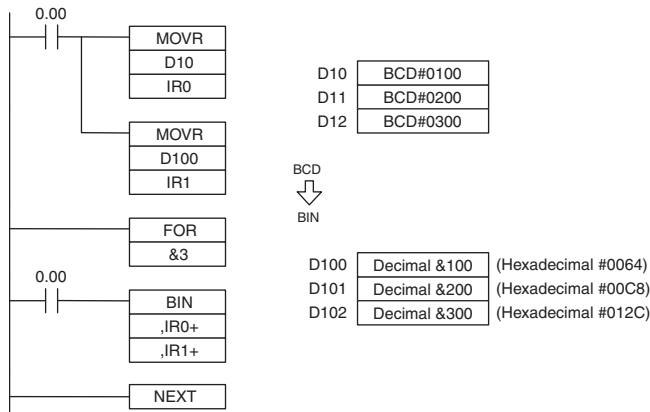 0.00
MOVR
D10
IR0
MOVR
D100
IR1
FOR
&3
0.00
BIN
,IR0+
,IR1+
NEXT
D10 BCD#0100
D11 BCD#0200
D12 BCD#0300
BCD
BIN
D100 Decimal &100 (Hexadecimal #0064)
D101 Decimal &200 (Hexadecimal #00C8)
D102 Decimal &300 (Hexadecimal #012C)